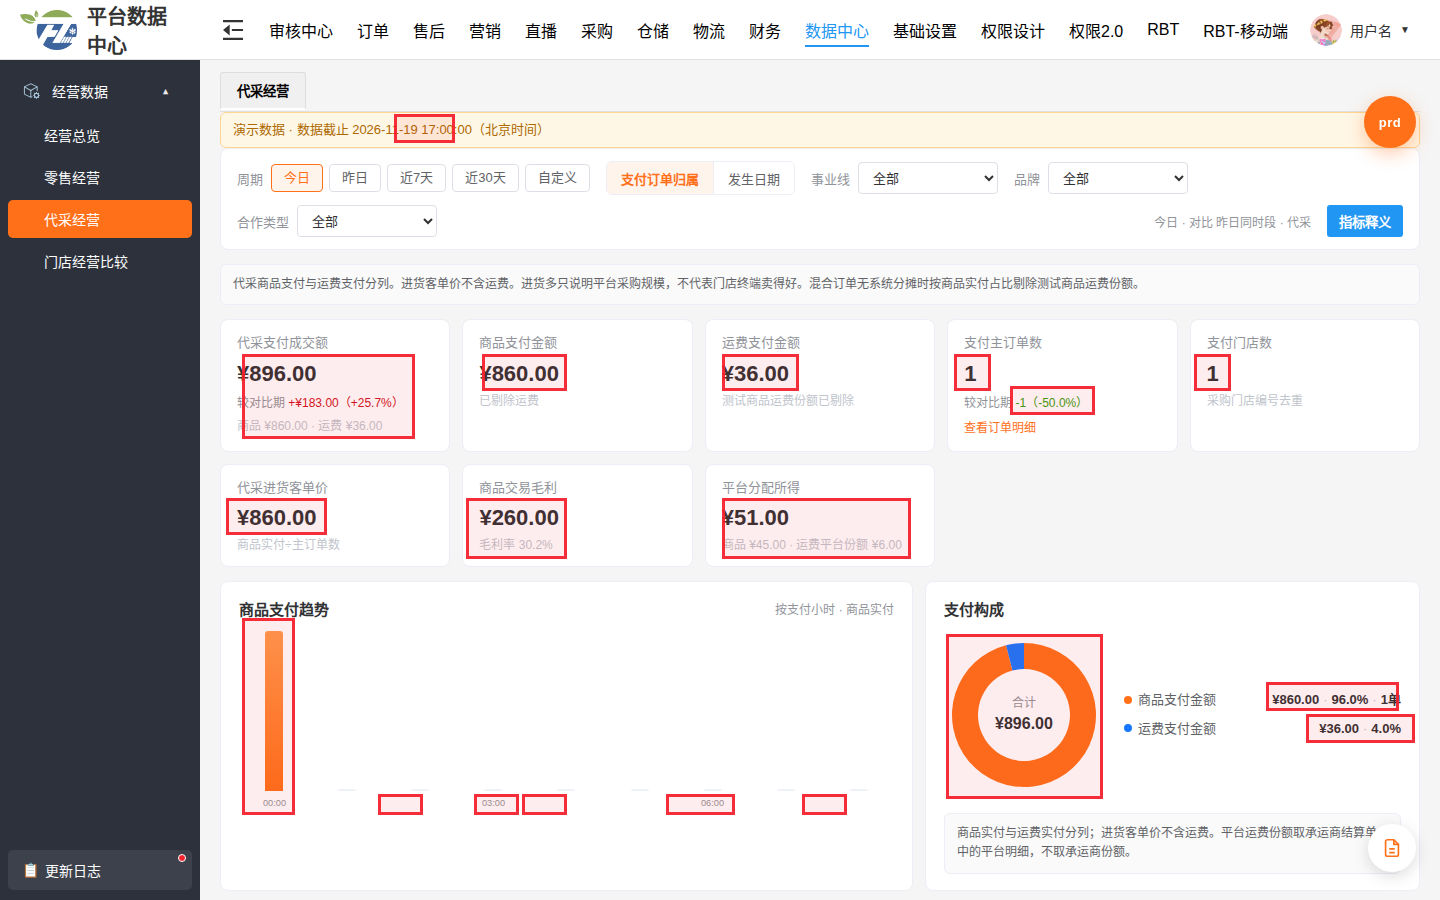 平台数据中心
审核中心 订单 售后 营销 直播 采购 仓储 物流 财务 数据中心 基础设置 权限设计 权限2.0 RBT RBT-移动端 用户名
经营数据
经营总览
零售经营
代采经营
门店经营比较
更新日志
代采经营
演示数据 · 数据截止 2026-11-19 17:00:00（北京时间）
prd
周期 今日 昨日 近7天 近30天 自定义 支付订单归属 发生日期 事业线 全部 品牌 全部
合作类型 全部 今日 · 对比 昨日同时段 · 代采 指标释义
代采商品支付与运费支付分列。进货客单价不含运费。进货多只说明平台采购规模，不代表门店终端卖得好。混合订单无系统分摊时按商品实付占比剔除测试商品运费份额。
代采支付成交额
¥896.00
较对比期 +¥183.00（+25.7%）
商品 ¥860.00 · 运费 ¥36.00
商品支付金额
¥860.00
已剔除运费
运费支付金额
¥36.00
测试商品运费份额已剔除
支付主订单数
1
较对比期 -1（-50.0%）
查看订单明细
支付门店数
1
采购门店编号去重
代采进货客单价
¥860.00
商品实付÷主订单数
商品交易毛利
¥260.00
毛利率 30.2%
平台分配所得
¥51.00
商品 ¥45.00 · 运费平台份额 ¥6.00
商品支付趋势
按支付小时 · 商品实付
00:00 03:00 06:00
支付构成
合计
¥896.00
商品支付金额 ¥860.00 · 96.0% · 1单
运费支付金额 ¥36.00 · 4.0%
商品实付与运费实付分列；进货客单价不含运费。平台运费份额取承运商结算单
中的平台明细，不取承运商份额。